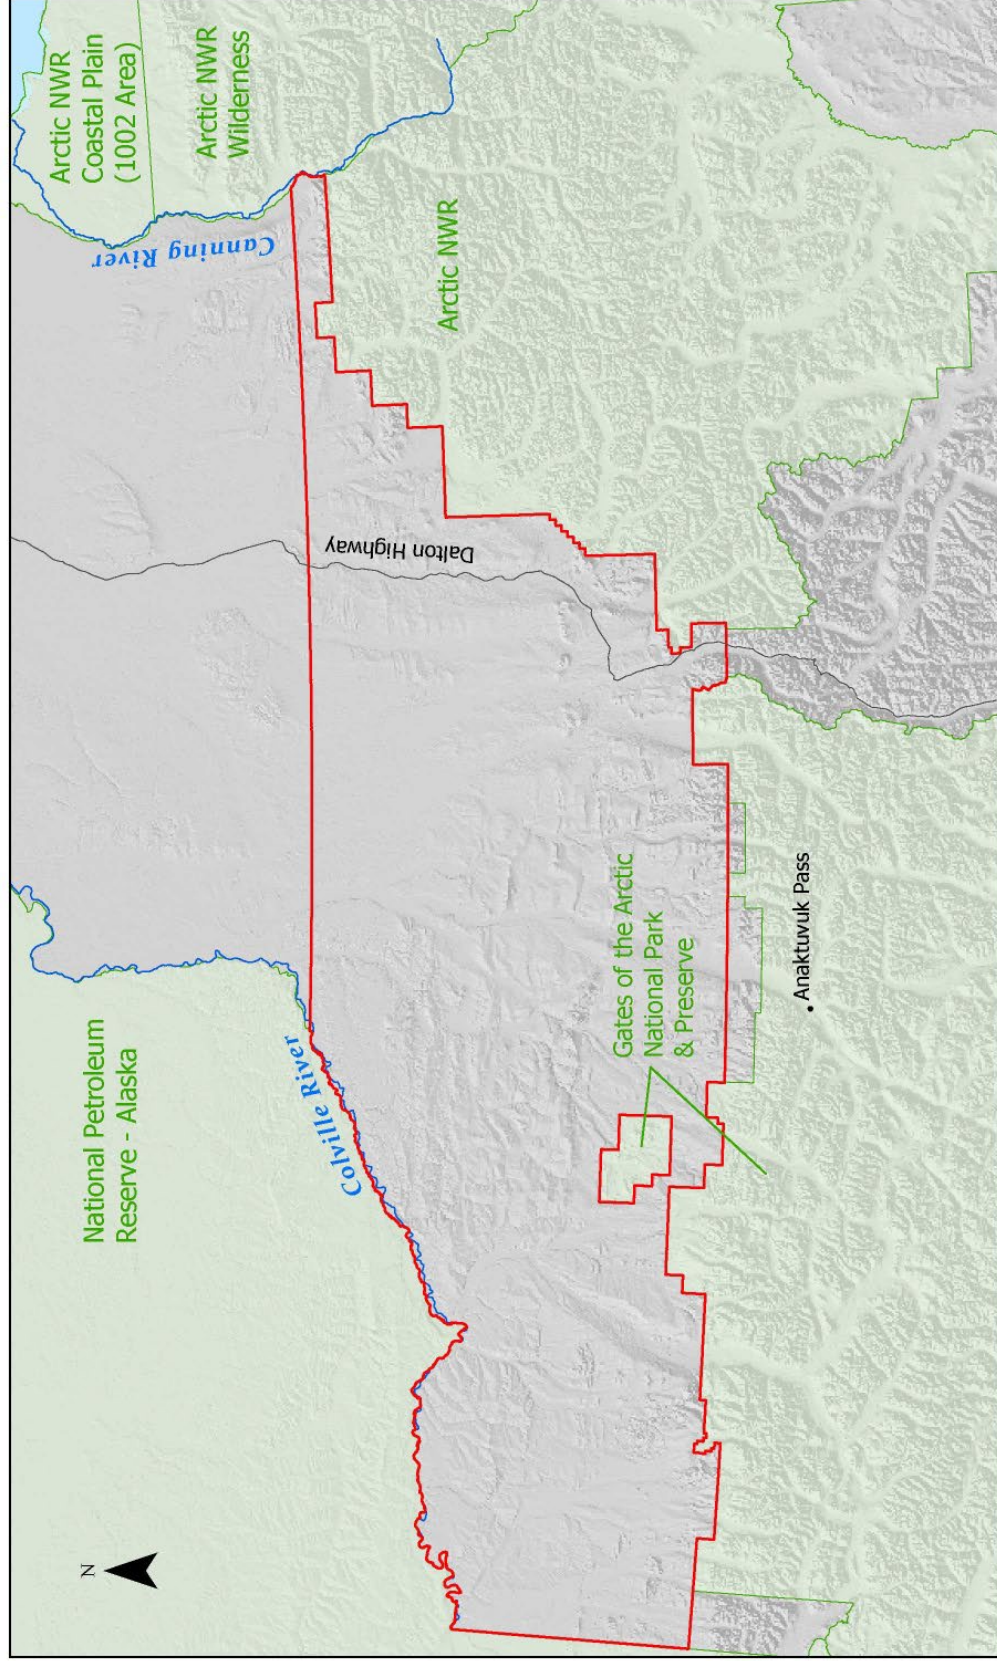 National Petroleum
Reserve - Alaska
Arctic NWR
Coastal Plain
(1002 Area)
Arctic NWR
Wilderness
Canning River
Colville River
Dalton Highway
Arctic NWR
Gates of the Arctic
National Park
& Preserve
Anaktuvuk Pass
N